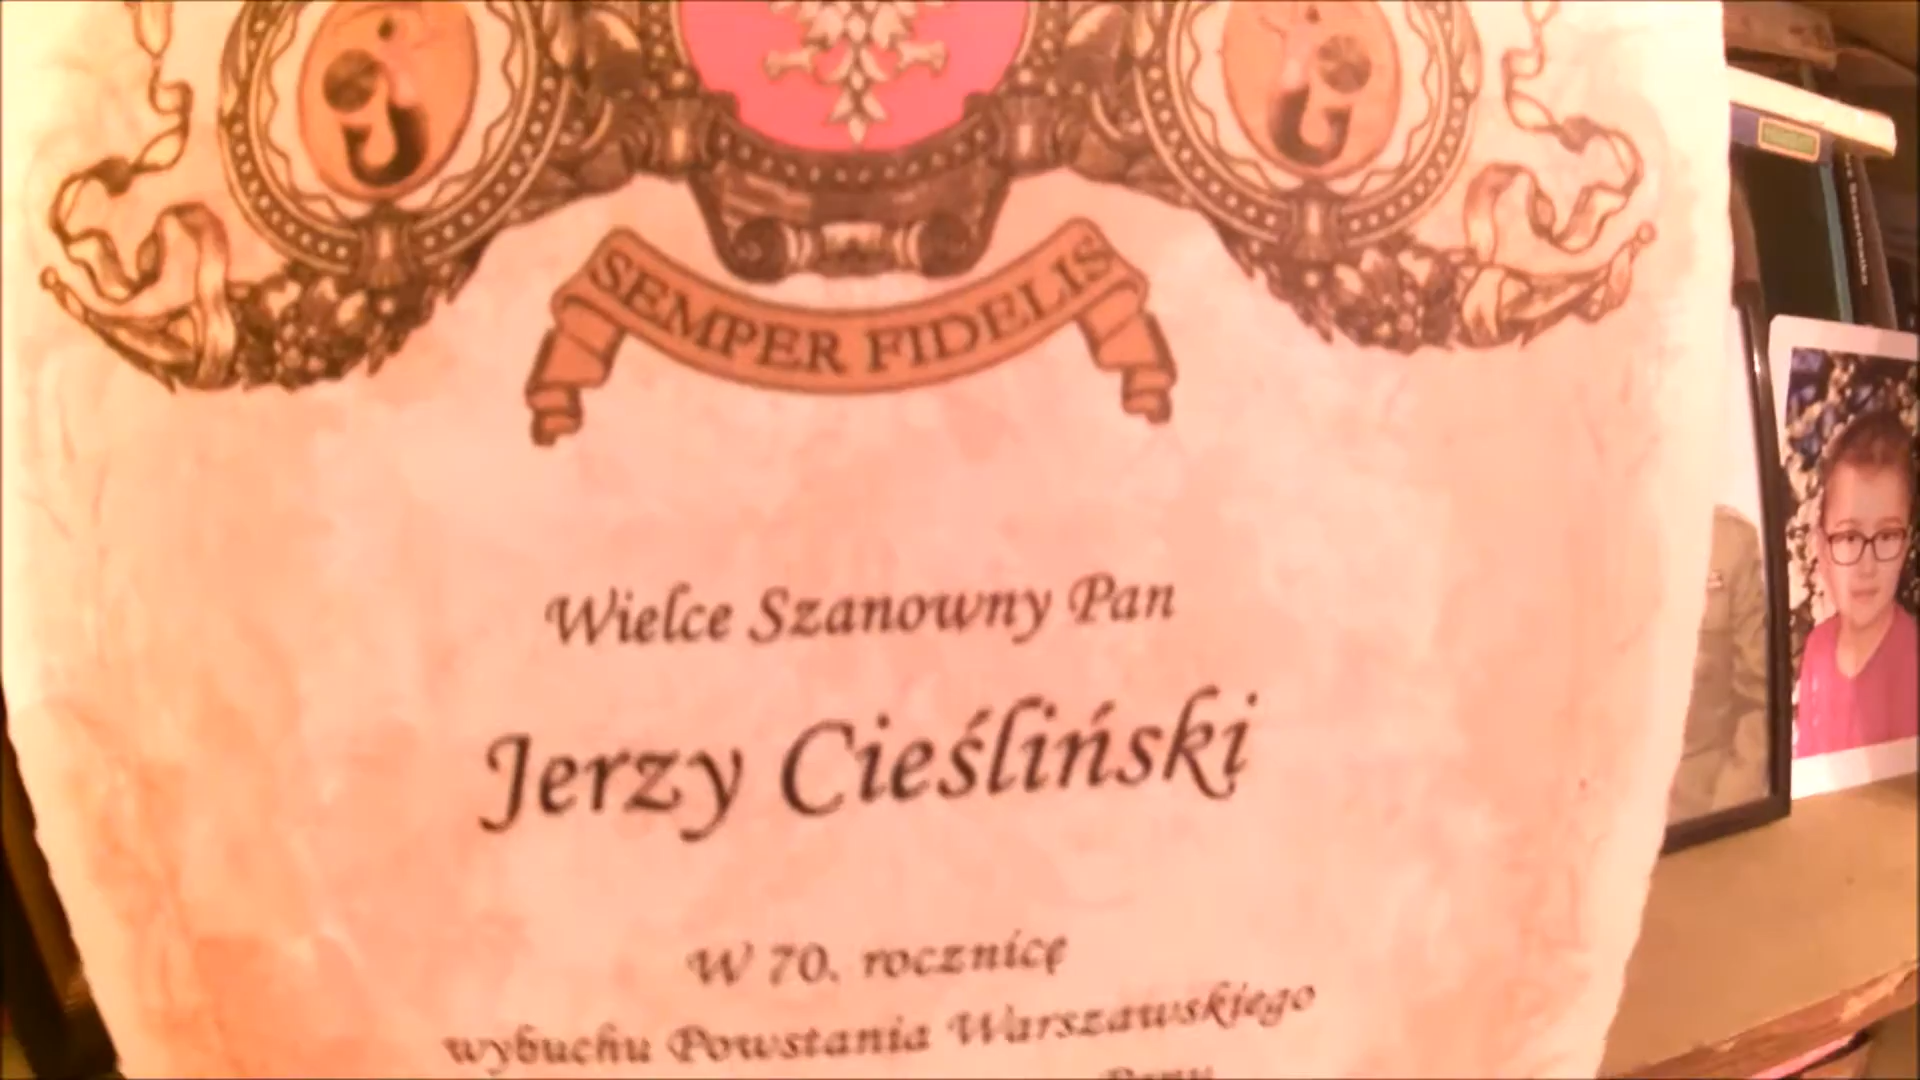 SEMPER FIDELIS
Wielce Szanowny Pan
Jerzy Cieśliński
W 70. rocznicę
wybuchu Powstania Warszawskiego